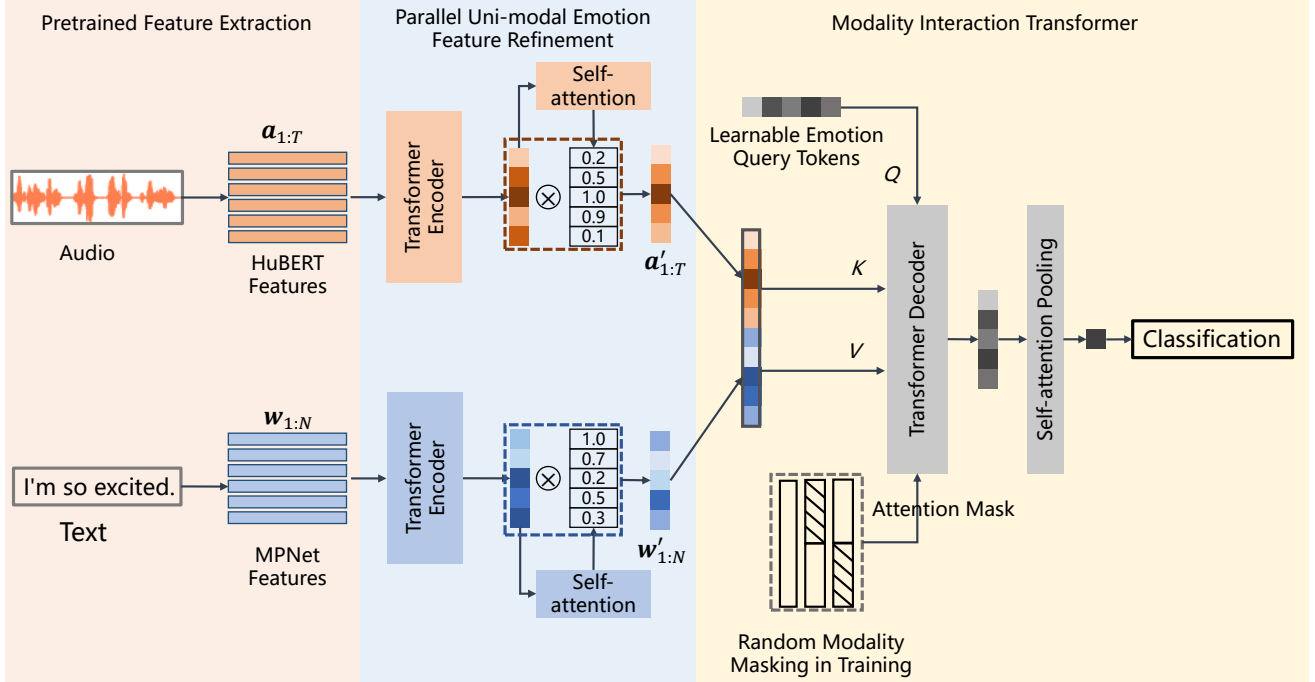 Pretrained Feature Extraction
Parallel Uni-modal Emotion
Feature Refinement
Modality Interaction Transformer
Audio
a1:T
HuBERT
Features
Transformer
Encoder
Self-
attention
0.2
0.5
1.0
0.9
0.1
a′1:T
I'm so excited.
Text
w1:N
MPNet
Features
Transformer
Encoder
1.0
0.7
0.2
0.5
0.3
Self-
attention
w′1:N
Learnable Emotion
Query Tokens
Q
K
V
Transformer Decoder
Attention Mask
Random Modality
Masking in Training
Self-attention Pooling
Classification